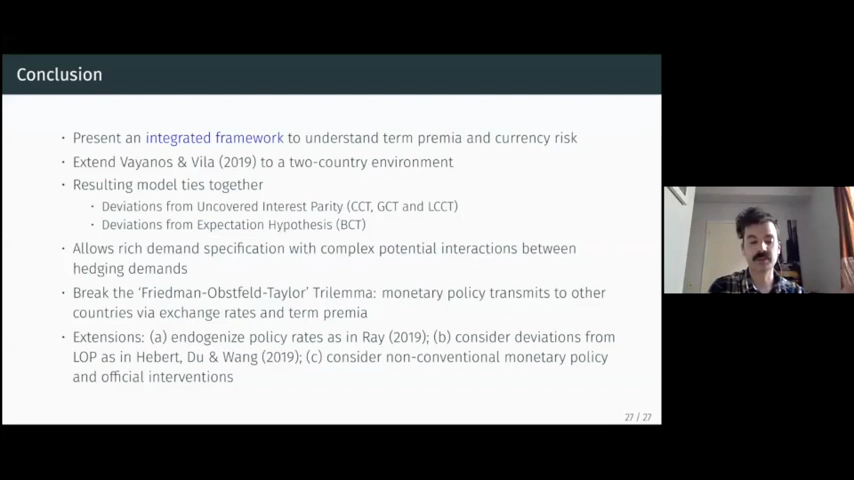 Conclusion
· Present an integrated framework to understand term premia and currency risk
· Extend Vayanos & Vila (2019) to a two-country environment
· Resulting model ties together
· Deviations from Uncovered Interest Parity (CCT, GCT and LCCT)
· Deviations from Expectation Hypothesis (BCT)
· Allows rich demand specification with complex potential interactions between
hedging demands
· Break the ‘Friedman-Obstfeld-Taylor’ Trilemma: monetary policy transmits to other
countries via exchange rates and term premia
· Extensions: (a) endogenize policy rates as in Ray (2019); (b) consider deviations from
LOP as in Hebert, Du & Wang (2019); (c) consider non-conventional monetary policy
and official interventions
27 / 27